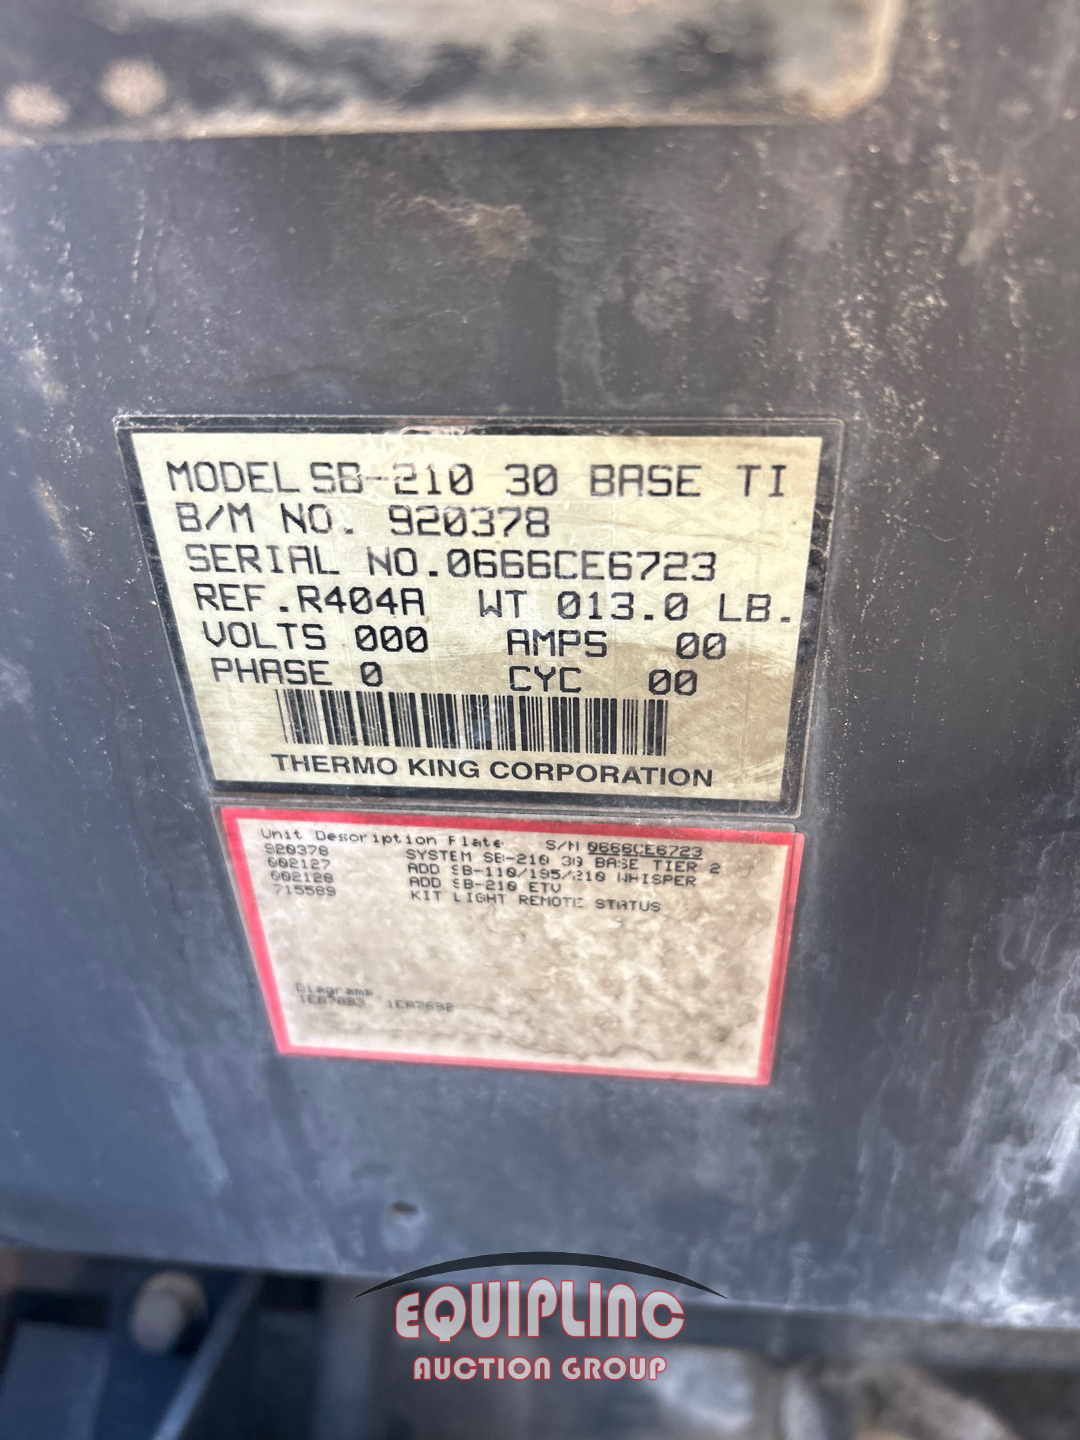 MODEL SB-210 30 BASE TI
B/M NO. 920378
SERIAL NO.0666CE6723
REF.R404A WT 013.0 LB.
VOLTS 000 AMPS 00
PHASE 0 CYC 00
THERMO KING CORPORATION
Unit Description Plate S/N 0666CE6723
920378 SYSTEM SB-210 30 BASE TIER 2
602127 ADD SB-110/195/210 WHISPER
602128 ADD SB-210 ETV
715589 KIT LIGHT REMOTE STATUS
Diagrams
EQUIPLINC
AUCTION GROUP